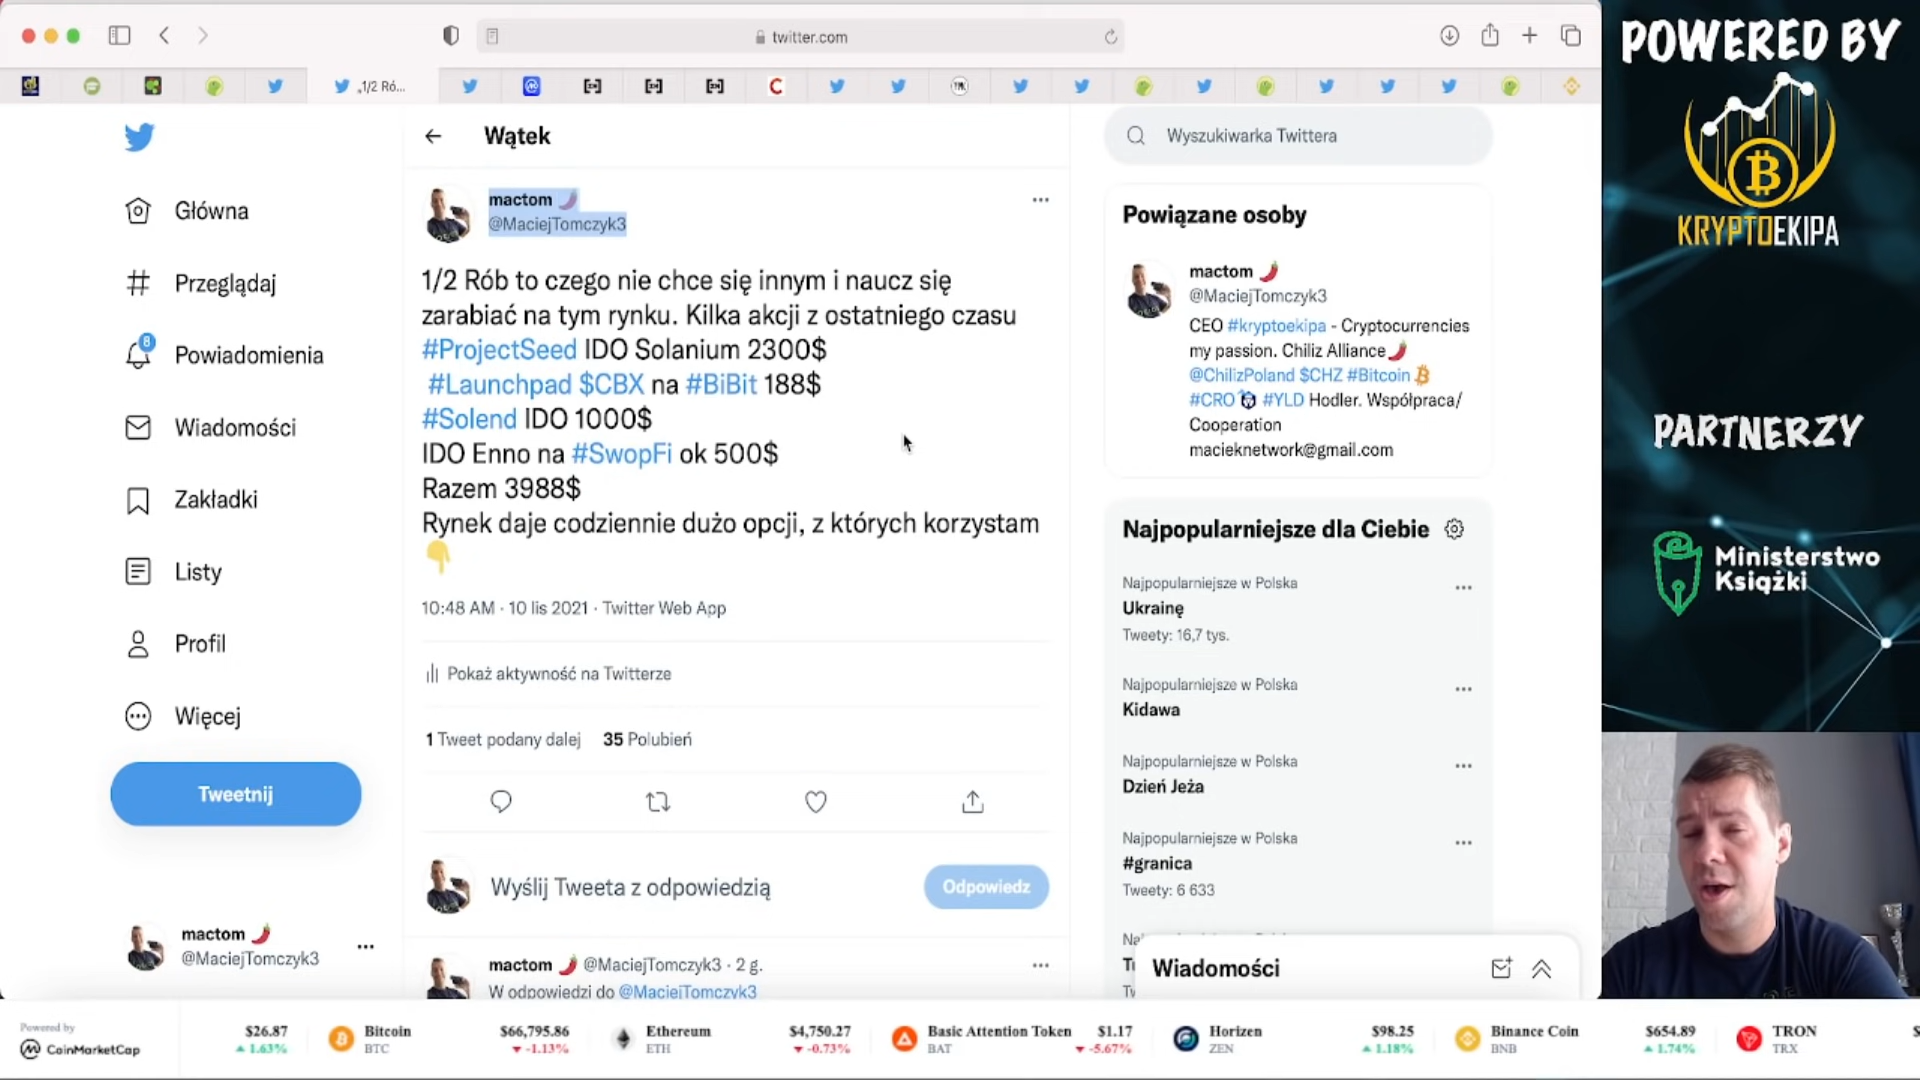 twitter.com
„1/2 Ró...
Wątek
Wyszukiwarka Twittera
Główna
Przeglądaj
8
Powiadomienia
Wiadomości
Zakładki
Listy
Profil
Więcej
Tweetnij
mactom
@MaciejTomczyk3
mactom
@MaciejTomczyk3
1/2 Rób to czego nie chce się innym i naucz się
zarabiać na tym rynku. Kilka akcji z ostatniego czasu
#ProjectSeed IDO Solanium 2300$
#Launchpad $CBX na #BiBit 188$
#Solend IDO 1000$
IDO Enno na #SwopFi ok 500$
Razem 3988$
Rynek daje codziennie dużo opcji, z których korzystam
10:48 AM · 10 lis 2021 · Twitter Web App
Pokaż aktywność na Twitterze
1 Tweet podany dalej 35 Polubień
Wyślij Tweeta z odpowiedzią
Odpowiedz
mactom @MaciejTomczyk3 · 2 g.
W odpowiedzi do @MaciejTomczyk3
Powiązane osoby
mactom
@MaciejTomczyk3
CEO #kryptoekipa - Cryptocurrencies
my passion. Chiliz Alliance
@ChilizPoland $CHZ #Bitcoin
#CRO #YLD Hodler. Współpraca/
Cooperation
macieknetwork@gmail.com
Najpopularniejsze dla Ciebie
Najpopularniejsze w Polska
Ukrainę
Tweety: 16,7 tys.
Najpopularniejsze w Polska
Kidawa
Najpopularniejsze w Polska
Dzień Jeża
Najpopularniejsze w Polska
#granica
Tweety: 6 633
Wiadomości
POWERED BY
KRYPTOEKIPA
PARTNERZY
Ministerstwo
Książki
Powered by
CoinMarketCap
$26.87
1.63%
Bitcoin $66,795.86
BTC -1.13%
Ethereum $4,750.27
ETH -0.73%
Basic Attention Token $1.17
BAT -5.67%
Horizen $98.25
ZEN 1.18%
Binance Coin $654.89
BNB 1.74%
TRON
TRX